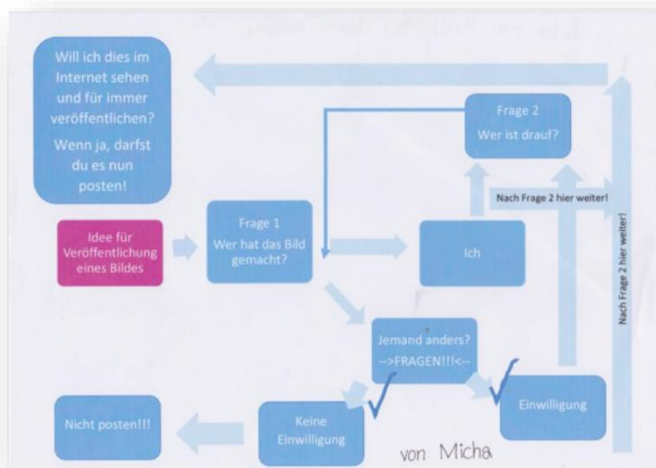 Will ich dies im
Internet sehen
und für immer
veröffentlichen?
Wenn ja, darfst
du es nun
posten!
Frage 2
Wer ist drauf?
Nach Frage 2 hier weiter!
Nach Frage 2 hier weiter!
Idee für
Veröffentlichung
eines Bildes
Frage 1
Wer hat das Bild
gemacht?
Ich
Jemand anders?
-->FRAGEN!!!<--
Nicht posten!!!
Keine
Einwilligung
Einwilligung
von Micha